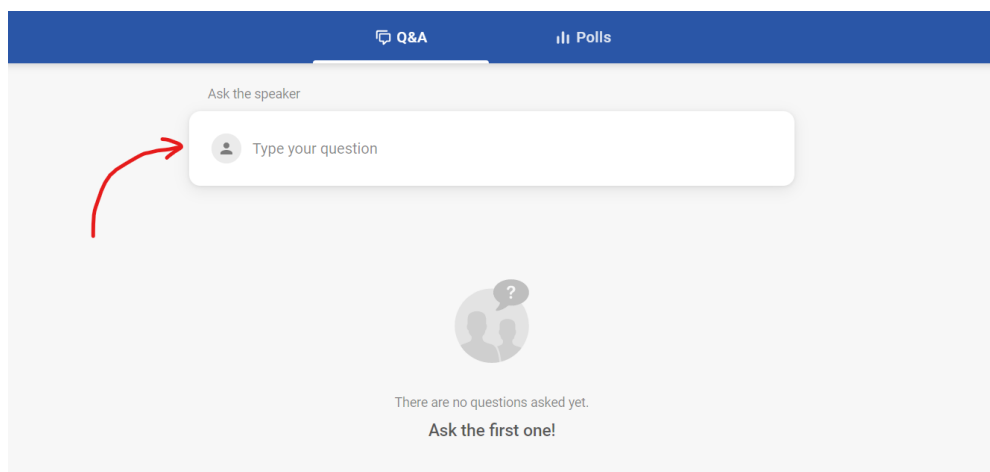 Q&A Polls
Ask the speaker
Type your question
?
There are no questions asked yet.
Ask the first one!